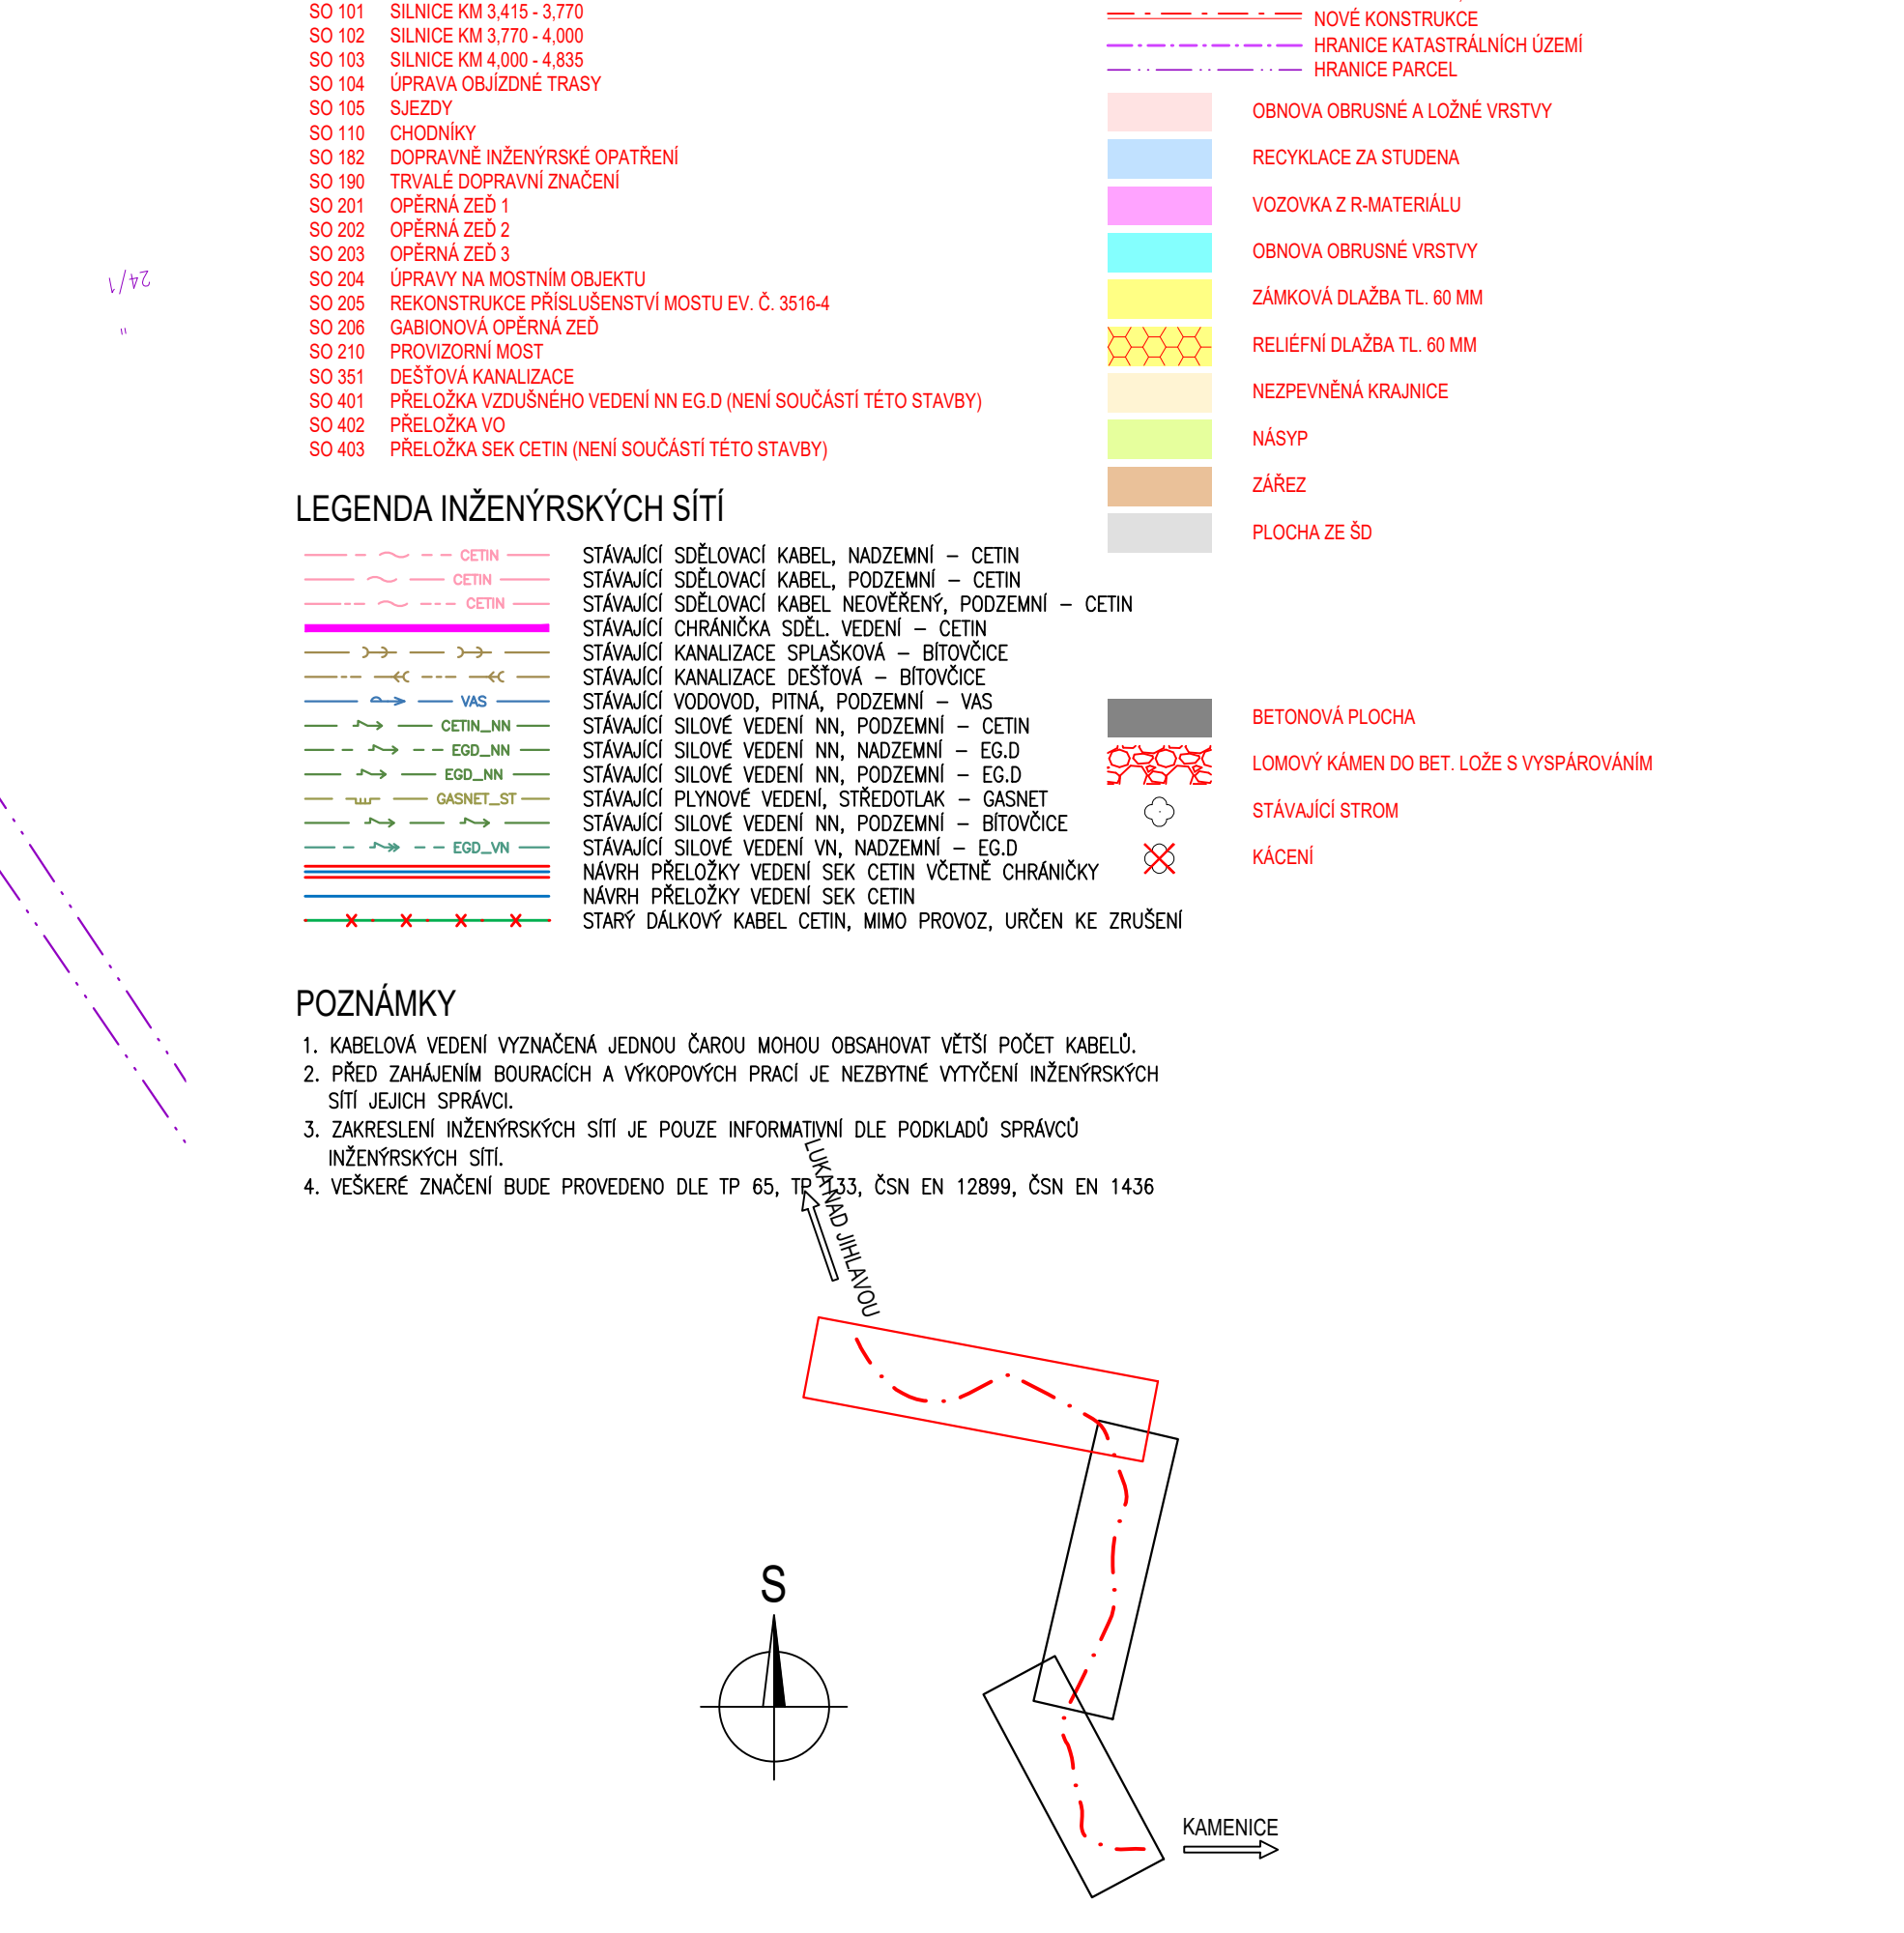 SO 101 SILNICE KM 3,415 - 3,770
SO 102 SILNICE KM 3,770 - 4,000
SO 103 SILNICE KM 4,000 - 4,835
SO 104 ÚPRAVA OBJÍZDNÉ TRASY
SO 105 SJEZDY
SO 110 CHODNÍKY
SO 182 DOPRAVNĚ INŽENÝRSKÉ OPATŘENÍ
SO 190 TRVALÉ DOPRAVNÍ ZNAČENÍ
SO 201 OPĚRNÁ ZEĎ 1
SO 202 OPĚRNÁ ZEĎ 2
SO 203 OPĚRNÁ ZEĎ 3
SO 204 ÚPRAVY NA MOSTNÍM OBJEKTU
SO 205 REKONSTRUKCE PŘÍSLUŠENSTVÍ MOSTU EV. Č. 3516-4
SO 206 GABIONOVÁ OPĚRNÁ ZEĎ
SO 210 PROVIZORNÍ MOST
SO 351 DEŠŤOVÁ KANALIZACE
SO 401 PŘELOŽKA VZDUŠNÉHO VEDENÍ NN EG.D (NENÍ SOUČÁSTÍ TÉTO STAVBY)
SO 402 PŘELOŽKA VO
SO 403 PŘELOŽKA SEK CETIN (NENÍ SOUČÁSTÍ TÉTO STAVBY)
NOVÉ KONSTRUKCE
HRANICE KATASTRÁLNÍCH ÚZEMÍ
HRANICE PARCEL
OBNOVA OBRUSNÉ A LOŽNÉ VRSTVY
RECYKLACE ZA STUDENA
VOZOVKA Z R-MATERIÁLU
OBNOVA OBRUSNÉ VRSTVY
ZÁMKOVÁ DLAŽBA TL. 60 MM
RELIÉFNÍ DLAŽBA TL. 60 MM
NEZPEVNĚNÁ KRAJNICE
NÁSYP
ZÁŘEZ
PLOCHA ZE ŠD
BETONOVÁ PLOCHA
LOMOVÝ KÁMEN DO BET. LOŽE S VYSPÁROVÁNÍM
STÁVAJÍCÍ STROM
KÁCENÍ
24/1
"
LEGENDA INŽENÝRSKÝCH SÍTÍ
CETIN STÁVAJÍCÍ SDĚLOVACÍ KABEL, NADZEMNÍ – CETIN
CETIN STÁVAJÍCÍ SDĚLOVACÍ KABEL, PODZEMNÍ – CETIN
CETIN STÁVAJÍCÍ SDĚLOVACÍ KABEL NEOVĚŘENÝ, PODZEMNÍ – CETIN
STÁVAJÍCÍ CHRÁNIČKA SDĚL. VEDENÍ – CETIN
STÁVAJÍCÍ KANALIZACE SPLAŠKOVÁ – BÍTOVČICE
STÁVAJÍCÍ KANALIZACE DEŠŤOVÁ – BÍTOVČICE
VAS STÁVAJÍCÍ VODOVOD, PITNÁ, PODZEMNÍ – VAS
CETIN_NN STÁVAJÍCÍ SILOVÉ VEDENÍ NN, PODZEMNÍ – CETIN
EGD_NN STÁVAJÍCÍ SILOVÉ VEDENÍ NN, NADZEMNÍ – EG.D
EGD_NN STÁVAJÍCÍ SILOVÉ VEDENÍ NN, PODZEMNÍ – EG.D
GASNET_ST STÁVAJÍCÍ PLYNOVÉ VEDENÍ, STŘEDOTLAK – GASNET
STÁVAJÍCÍ SILOVÉ VEDENÍ NN, PODZEMNÍ – BÍTOVČICE
EGD_VN STÁVAJÍCÍ SILOVÉ VEDENÍ VN, NADZEMNÍ – EG.D
NÁVRH PŘELOŽKY VEDENÍ SEK CETIN VČETNĚ CHRÁNIČKY
NÁVRH PŘELOŽKY VEDENÍ SEK CETIN
STARÝ DÁLKOVÝ KABEL CETIN, MIMO PROVOZ, URČEN KE ZRUŠENÍ
POZNÁMKY
1. KABELOVÁ VEDENÍ VYZNAČENÁ JEDNOU ČAROU MOHOU OBSAHOVAT VĚTŠÍ POČET KABELŮ.
2. PŘED ZAHÁJENÍM BOURACÍCH A VÝKOPOVÝCH PRACÍ JE NEZBYTNÉ VYTYČENÍ INŽENÝRSKÝCH
SÍTÍ JEJICH SPRÁVCI.
3. ZAKRESLENÍ INŽENÝRSKÝCH SÍTÍ JE POUZE INFORMATIVNÍ DLE PODKLADŮ SPRÁVCŮ
INŽENÝRSKÝCH SÍTÍ.
4. VEŠKERÉ ZNAČENÍ BUDE PROVEDENO DLE TP 65, TP 133, ČSN EN 12899, ČSN EN 1436
LUKA NAD JIHLAVOU
S
KAMENICE